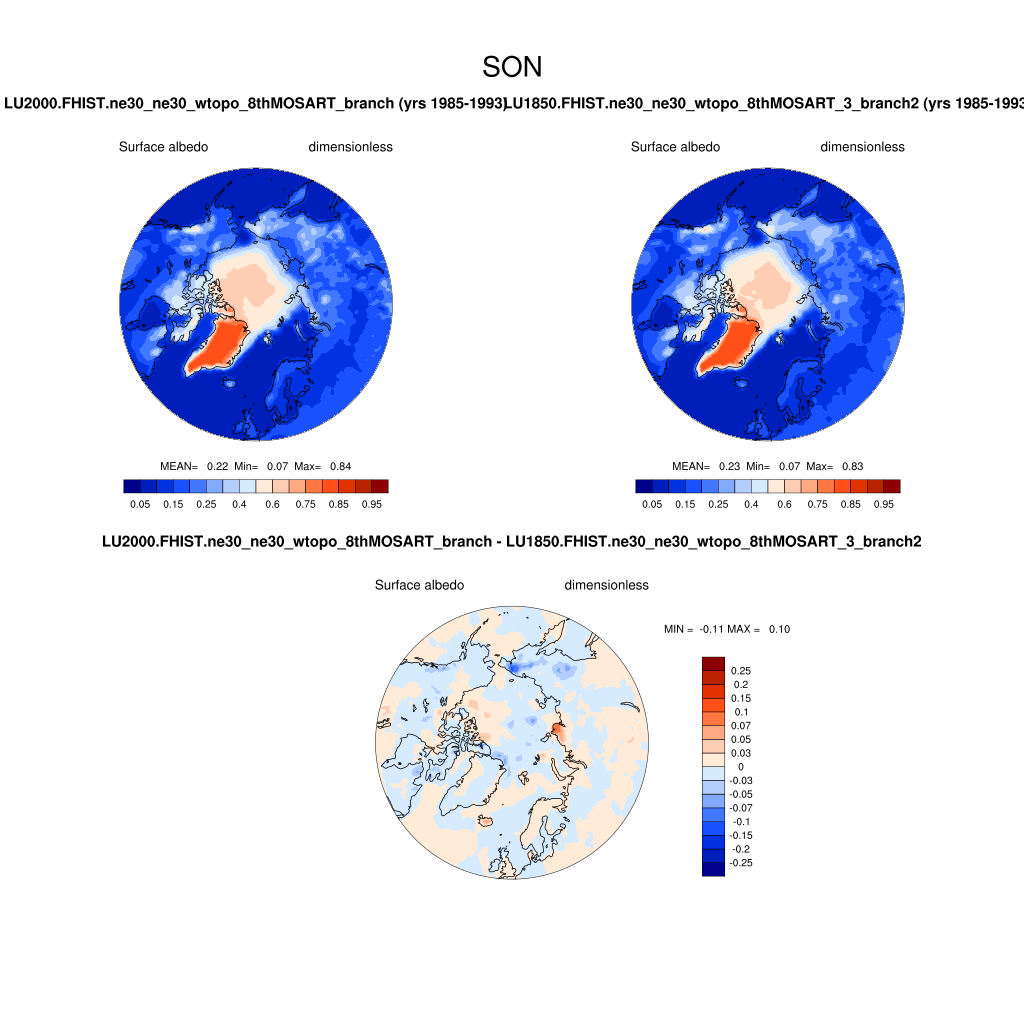 SON
LU2000.FHIST.ne30_ne30_wtopo_8thMOSART_branch (yrs 1985-1993)
LU1850.FHIST.ne30_ne30_wtopo_8thMOSART_3_branch2 (yrs 1985-1993
Surface albedo dimensionless
Surface albedo dimensionless
MEAN= 0.22 Min= 0.07 Max= 0.84
0.05 0.15 0.25 0.4 0.6 0.75 0.85 0.95
MEAN= 0.23 Min= 0.07 Max= 0.83
0.05 0.15 0.25 0.4 0.6 0.75 0.85 0.95
LU2000.FHIST.ne30_ne30_wtopo_8thMOSART_branch - LU1850.FHIST.ne30_ne30_wtopo_8thMOSART_3_branch2
Surface albedo dimensionless
MIN = -0.11 MAX = 0.10
0.25
0.2
0.15
0.1
0.07
0.05
0.03
0
-0.03
-0.05
-0.07
-0.1
-0.15
-0.2
-0.25